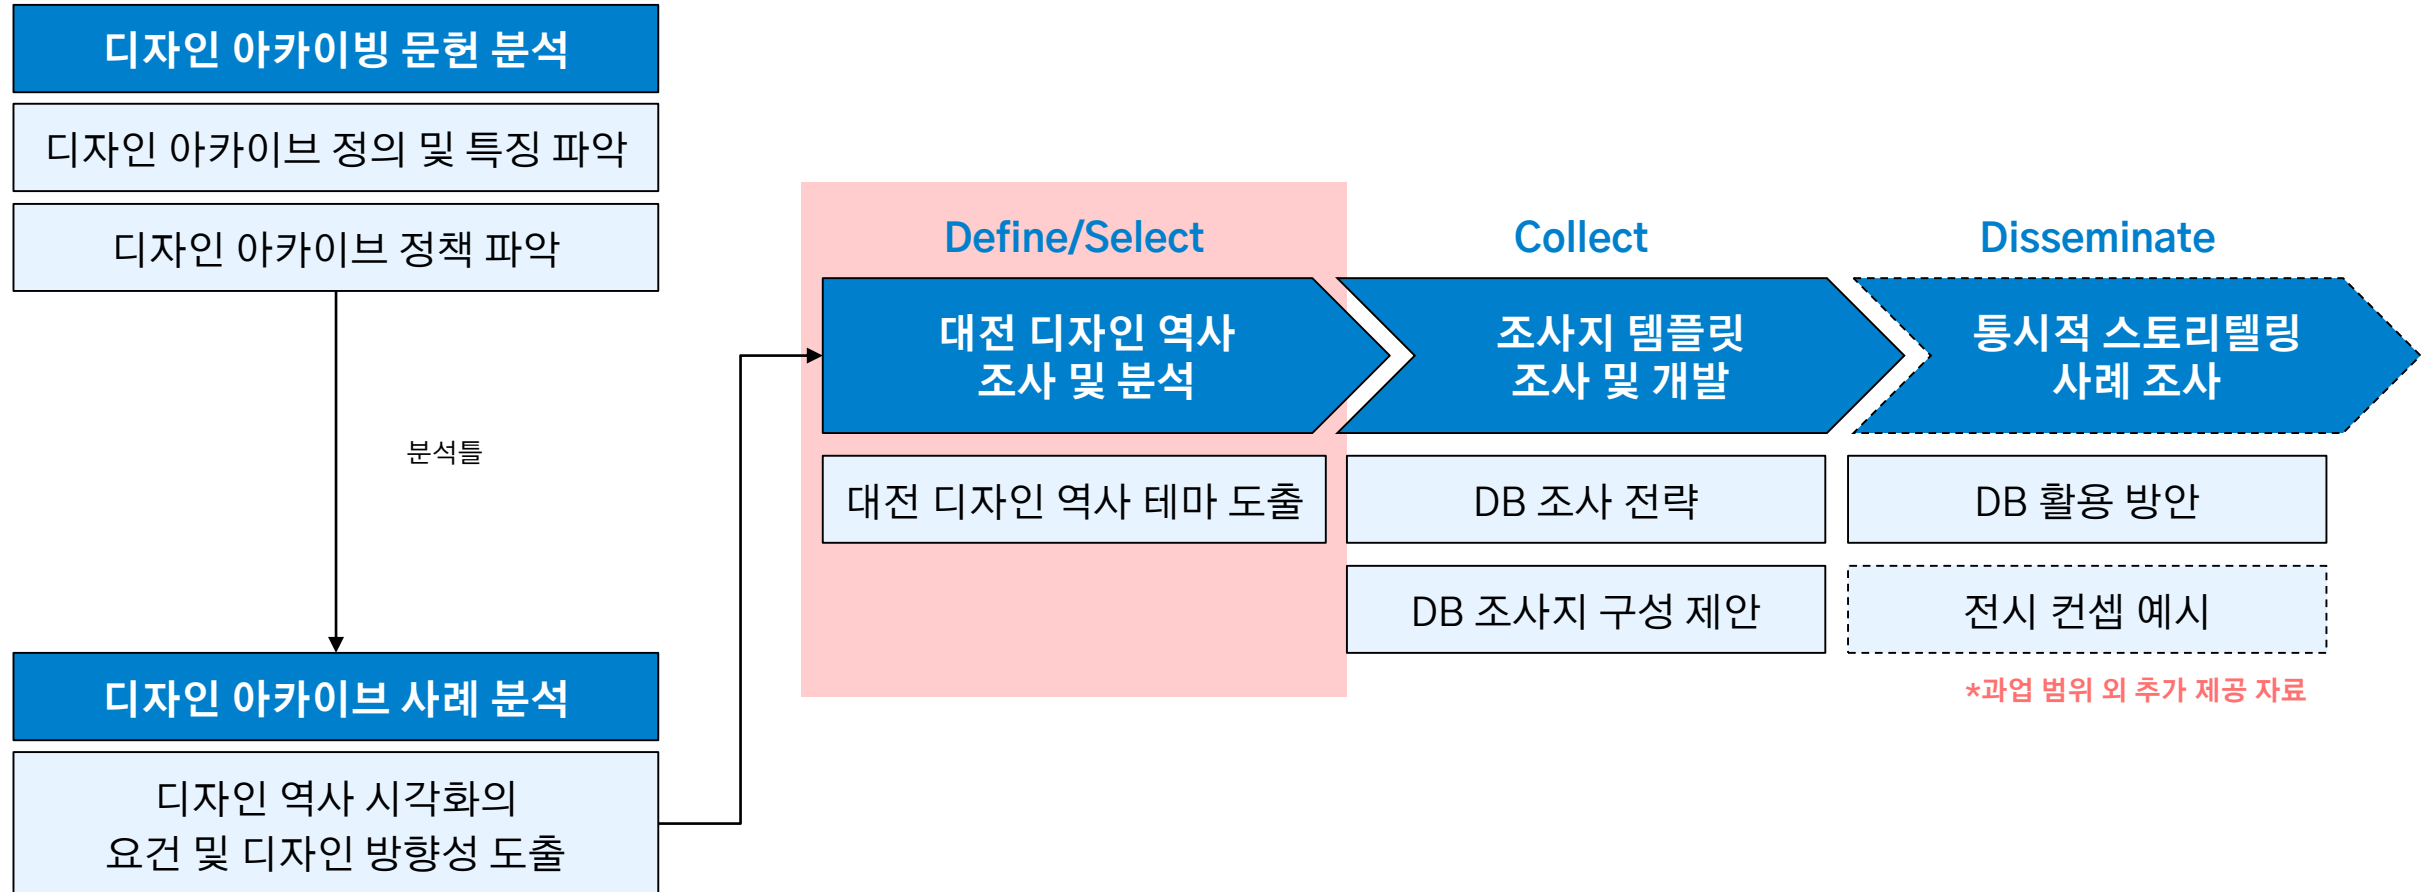 디자인 아카이빙 문헌 분석
디자인 아카이브 정의 및 특징 파악
디자인 아카이브 정책 파악
분석틀
디자인 아카이브 사례 분석
디자인 역사 시각화의
요건 및 디자인 방향성 도출
Define/Select
대전 디자인 역사
조사 및 분석
대전 디자인 역사 테마 도출
Collect
조사지 템플릿
조사 및 개발
DB 조사 전략
DB 조사지 구성 제안
Disseminate
통시적 스토리텔링
사례 조사
DB 활용 방안
전시 컨셉 예시
*과업 범위 외 추가 제공 자료